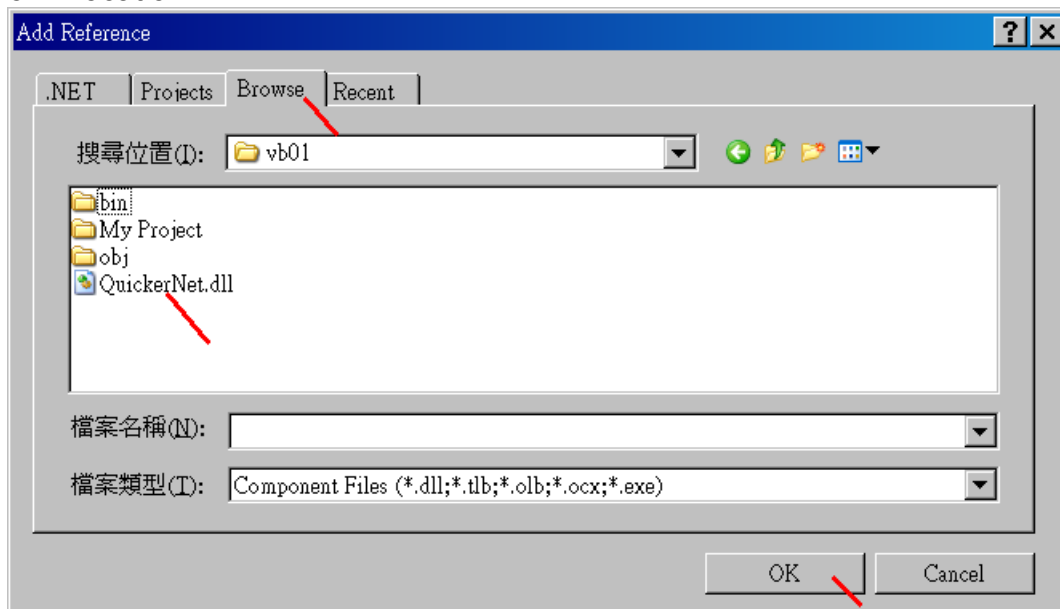 Add Reference
.NET Projects Browse Recent
搜尋位置(I): vb01
bin
My Project
obj
QuickerNet.dll
檔案名稱(N):
檔案類型(T): Component Files (*.dll;*.tlb;*.olb;*.ocx;*.exe)
OK Cancel